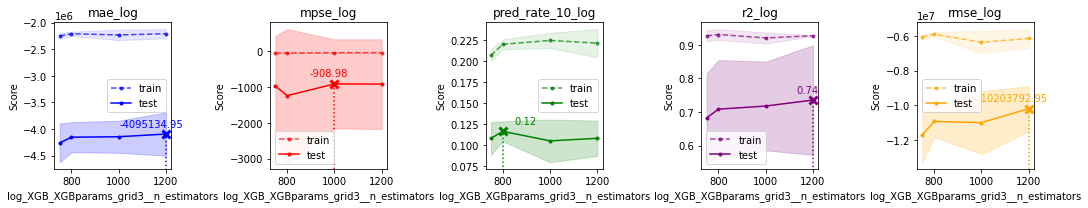 mae_log
1e6
−2.0
−2.5
−3.0
−3.5
−4.0
−4.5
Score
train
test
-4095134.95
800
1000
1200
log_XGB_XGBparams_grid3__n_estimators
mpse_log
0
−1000
−2000
−3000
Score
-908.98
train
test
800
1000
1200
log_XGB_XGBparams_grid3__n_estimators
pred_rate_10_log
0.225
0.200
0.175
0.150
0.125
0.100
0.075
Score
train
test
0.12
800
1000
1200
log_XGB_XGBparams_grid3__n_estimators
r2_log
0.9
0.8
0.7
0.6
Score
0.74
train
test
800
1000
1200
log_XGB_XGBparams_grid3__n_estimators
rmse_log
1e7
−0.6
−0.8
−1.0
−1.2
Score
train
test
10203792.95
800
1000
1200
log_XGB_XGBparams_grid3__n_estimators